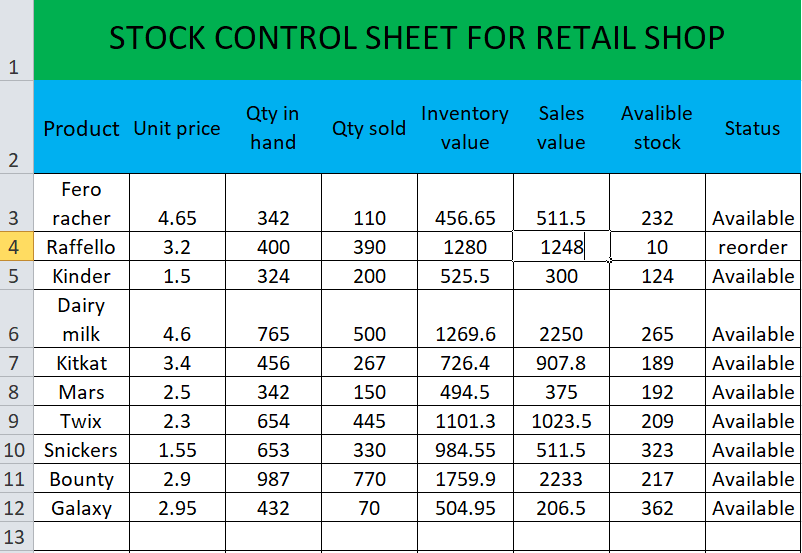 STOCK CONTROL SHEET FOR RETAIL SHOP
1
2 Product Unit price Qty in hand Qty sold Inventory value Sales value Avalible stock Status
3 Fero racher 4.65 342 110 456.65 511.5 232 Available
4 Raffello 3.2 400 390 1280 1248 10 reorder
5 Kinder 1.5 324 200 525.5 300 124 Available
6 Dairy milk 4.6 765 500 1269.6 2250 265 Available
7 Kitkat 3.4 456 267 726.4 907.8 189 Available
8 Mars 2.5 342 150 494.5 375 192 Available
9 Twix 2.3 654 445 1101.3 1023.5 209 Available
10 Snickers 1.55 653 330 984.55 511.5 323 Available
11 Bounty 2.9 987 770 1759.9 2233 217 Available
12 Galaxy 2.95 432 70 504.95 206.5 362 Available
13